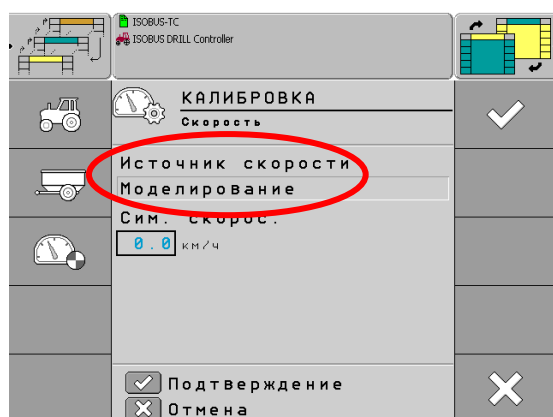 ISOBUS-TC
ISOBUS DRILL Controller
КАЛИБРОВКА
Скорость
Источник скорости
Моделирование
Сим. скорос.
0.0 км/ч
Подтверждение
Отмена